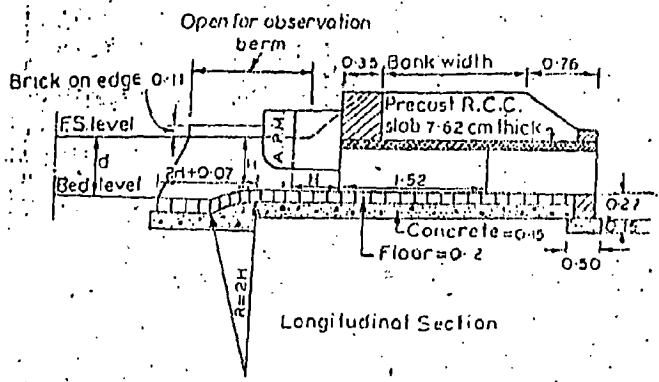 Open for observation
berm
0.35
Bank width
0.76
Brick on edge 0.11
Precast R.C.C.
slab 7.62 cm thick
F.S. level
A.P.M
d
2H+0.07
H
Bed level
H
1.52
0.27
0.15
Concrete=0.15
Floor=0.2
0.50
R=2H
Longitudinal Section